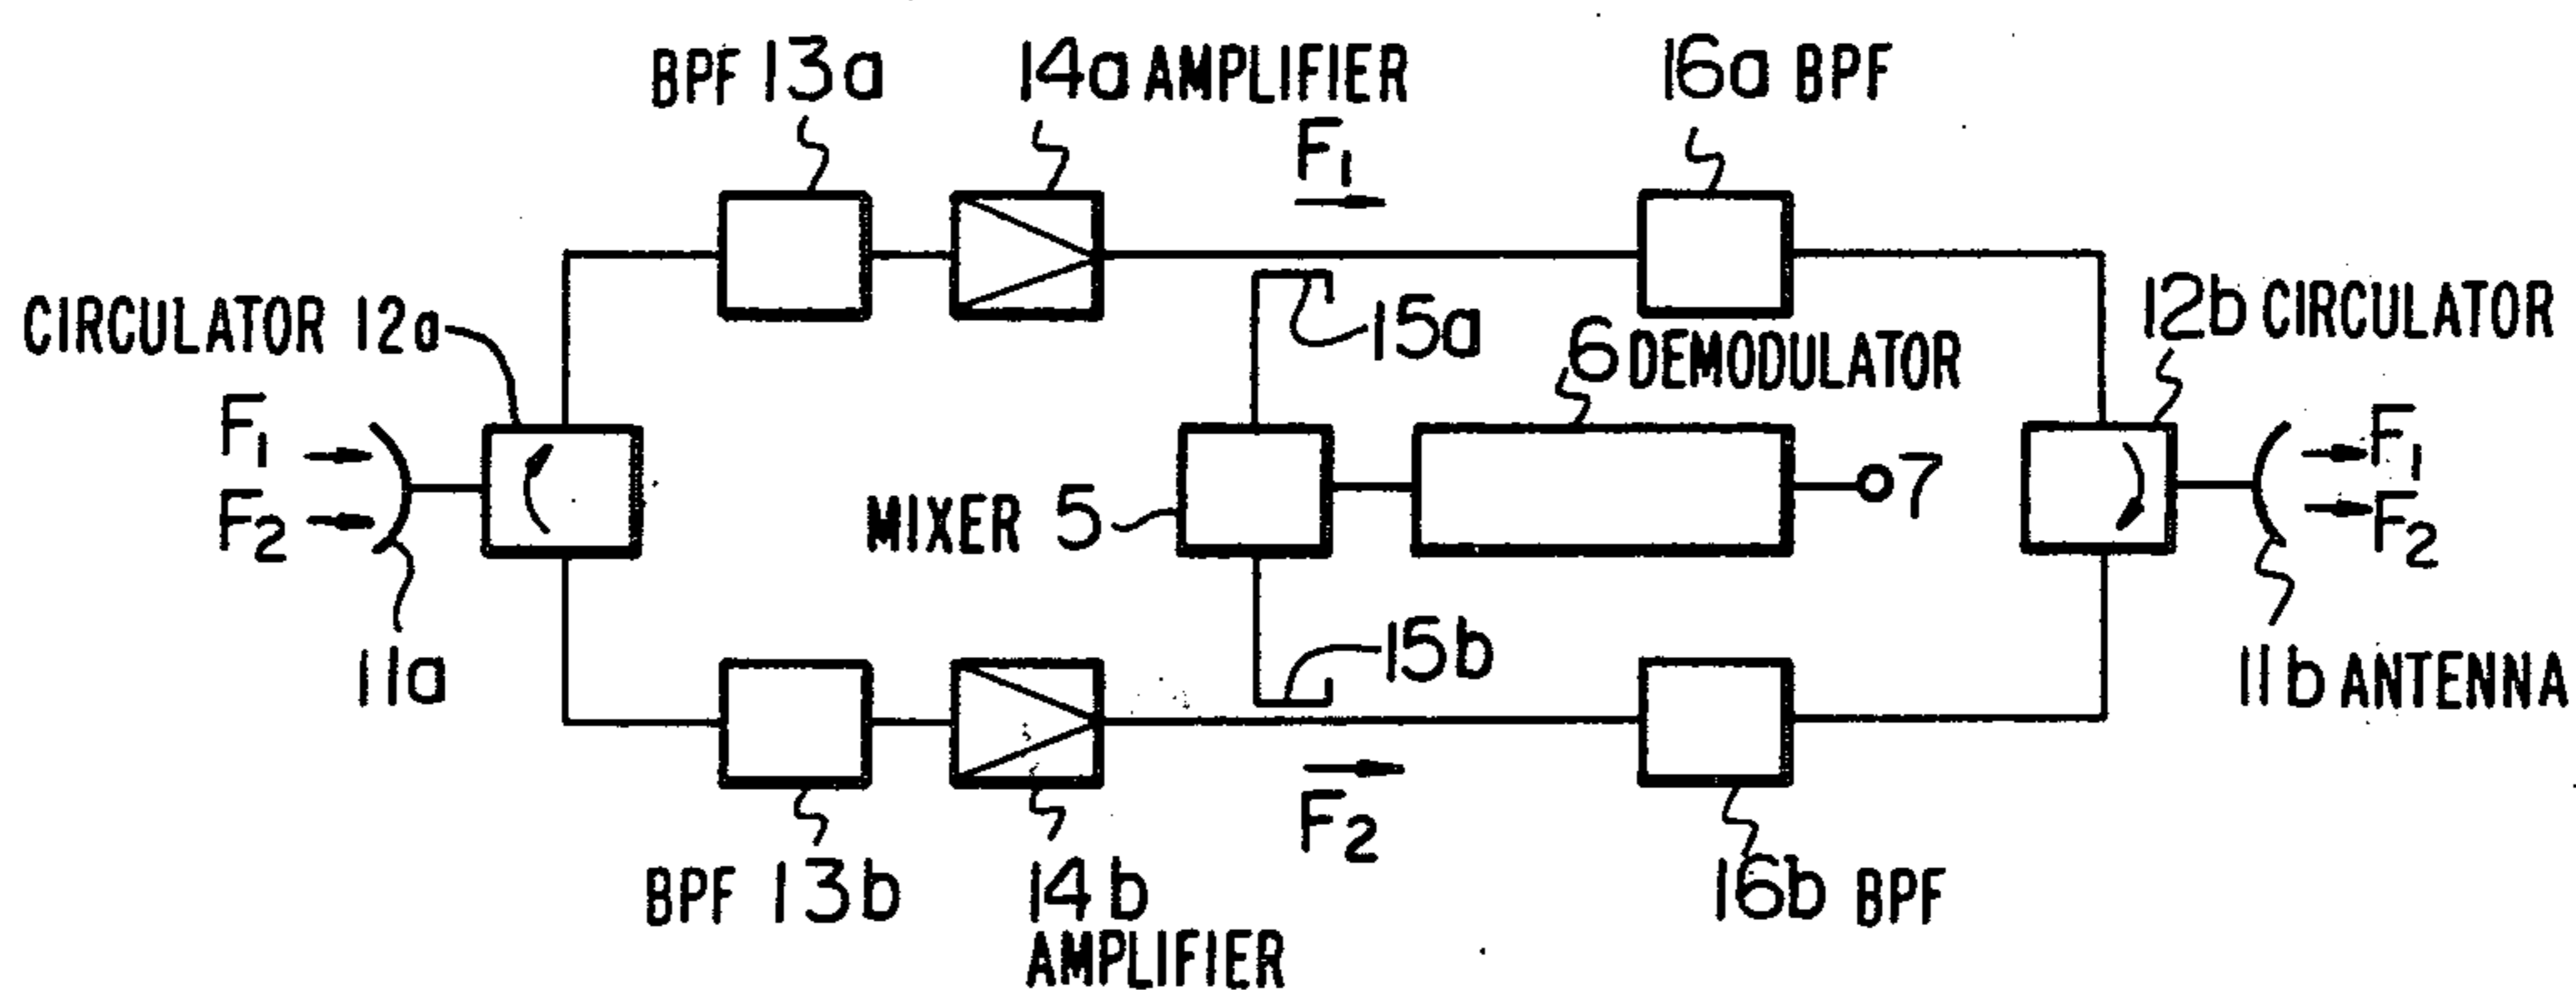 BPF 13a
14a AMPLIFIER
16a BPF
F1
CIRCULATOR 12a
15a
6 DEMODULATOR
12b CIRCULATOR
F1
F2
MIXER 5
7
F1
F2
11a
15b
11b ANTENNA
F2
BPF 13b
14b
AMPLIFIER
16b BPF